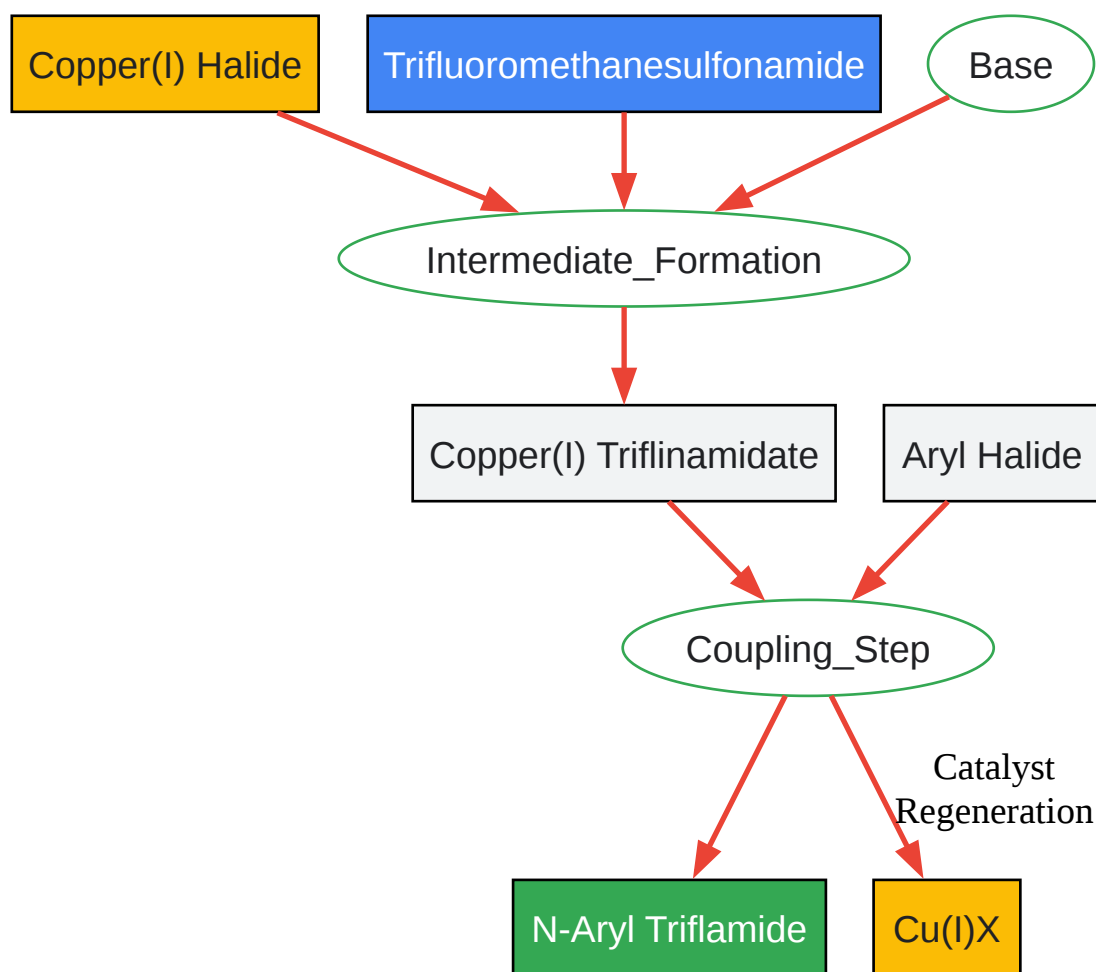 Copper(I) Halide
Trifluoromethanesulfonamide
Base
Intermediate_Formation
Copper(I) Triflinamidate
Aryl Halide
Coupling_Step
Catalyst
Regeneration
N-Aryl Triflamide
Cu(I)X